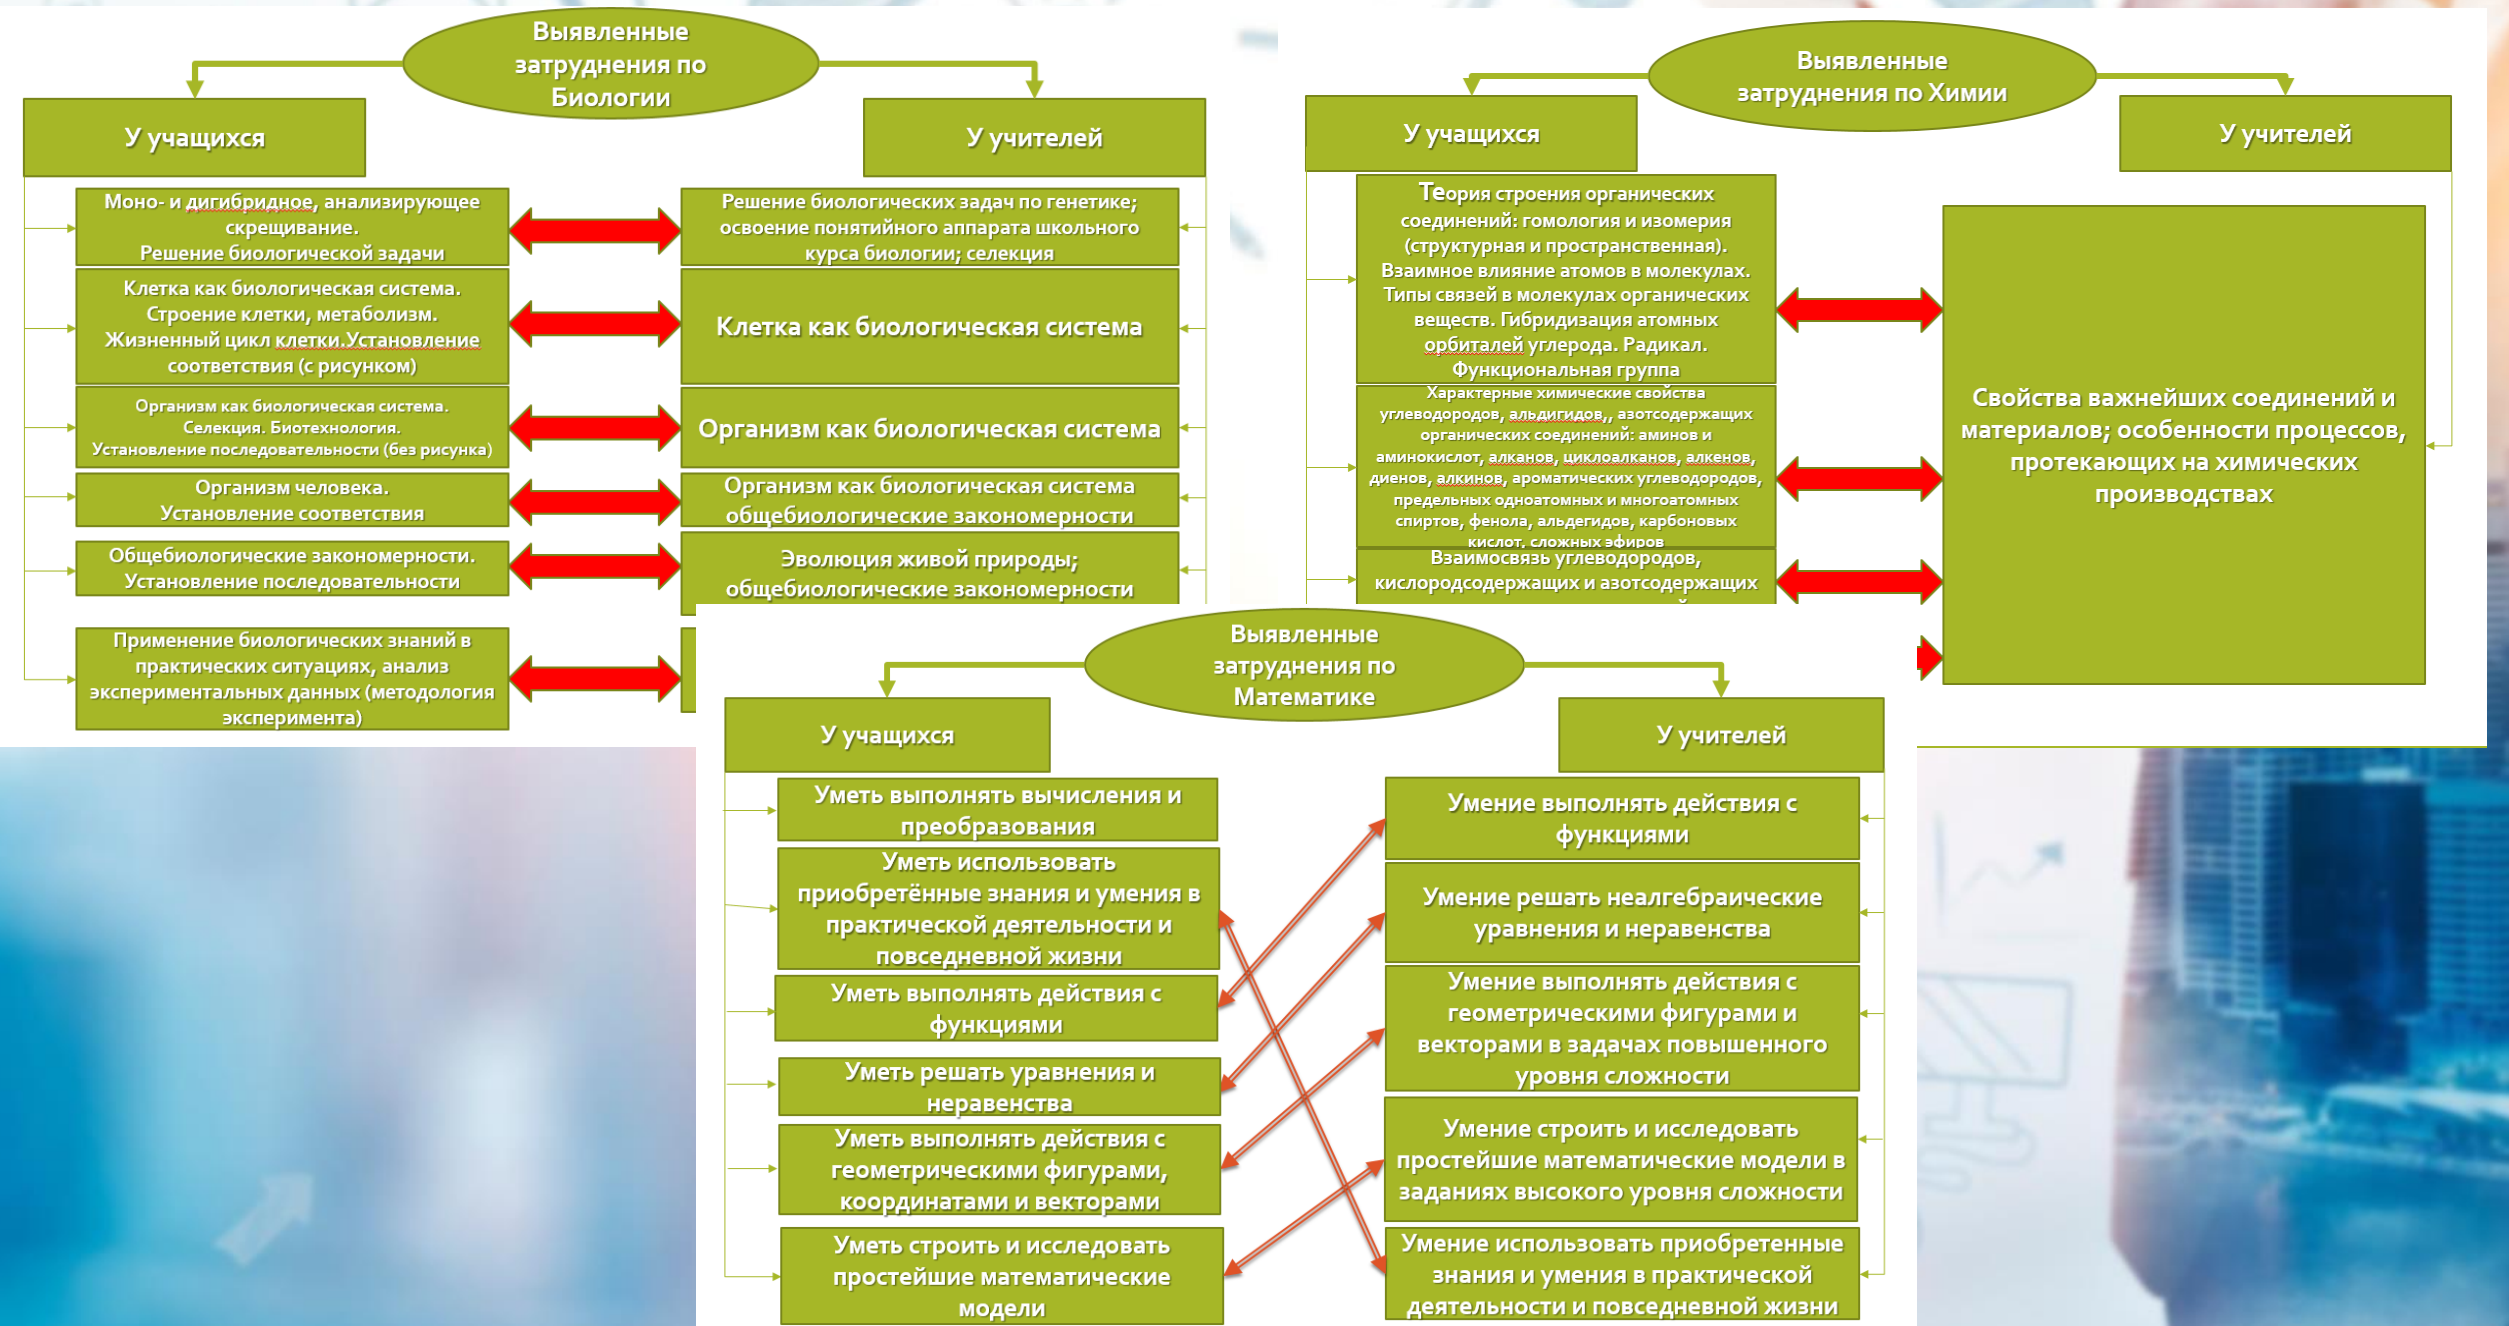 Выявленные
затруднения по
Биологии
У учащихся
У учителей
Моно- и дигибридное, анализирующее
скрещивание.
Решение биологической задачи
Решение биологических задач по генетике;
освоение понятийного аппарата школьного
курса биологии; селекция
Клетка как биологическая система.
Строение клетки, метаболизм.
Жизненный цикл клетки.Установление
соответствия (с рисунком)
Клетка как биологическая система
Организм как биологическая система.
Селекция. Биотехнология.
Установление последовательности (без рисунка)
Организм как биологическая система
Организм человека.
Установление соответствия
Организм как биологическая система
общебиологические закономерности
Общебиологические закономерности.
Установление последовательности
Эволюция живой природы;
общебиологические закономерности
Применение биологических знаний в
практических ситуациях, анализ
экспериментальных данных (методология
эксперимента)
Выявленные
затруднения по Химии
У учащихся
У учителей
Теория строения органических
соединений: гомология и изомерия
(структурная и пространственная).
Взаимное влияние атомов в молекулах.
Типы связей в молекулах органических
веществ. Гибридизация атомных
орбиталей углерода. Радикал.
Функциональная группа
Характерные химические свойства
углеводородов, альдигидов,, азотсодержащих
органических соединений: аминов и
аминокислот, алканов, циклоалканов, алкенов,
диенов, алкинов, ароматических углеводородов,
предельных одноатомных и многоатомных
спиртов, фенола, альдегидов, карбоновых
кислот, сложных эфиров
Взаимосвязь углеводородов,
кислородсодержащих и азотсодержащих
Свойства важнейших соединений и
материалов; особенности процессов,
протекающих на химических
производствах
Выявленные
затруднения по
Математике
У учащихся
У учителей
Уметь выполнять вычисления и
преобразования
Уметь использовать
приобретённые знания и умения в
практической деятельности и
повседневной жизни
Уметь выполнять действия с
функциями
Уметь решать уравнения и
неравенства
Уметь выполнять действия с
геометрическими фигурами,
координатами и векторами
Уметь строить и исследовать
простейшие математические
модели
Умение выполнять действия с
функциями
Умение решать неалгебраические
уравнения и неравенства
Умение выполнять действия с
геометрическими фигурами и
векторами в задачах повышенного
уровня сложности
Умение строить и исследовать
простейшие математические модели в
заданиях высокого уровня сложности
Умение использовать приобретенные
знания и умения в практической
деятельности и повседневной жизни